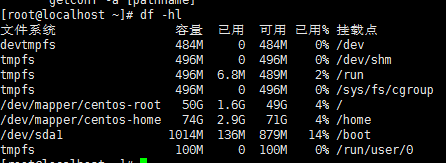 getconf -a [pathname]
[root@localhost ~]# df -hl
文件系统 容量 已用 可用 已用% 挂载点
devtmpfs 484M 0 484M 0% /dev
tmpfs 496M 0 496M 0% /dev/shm
tmpfs 496M 6.8M 489M 2% /run
tmpfs 496M 0 496M 0% /sys/fs/cgroup
/dev/mapper/centos-root 50G 1.6G 49G 4% /
/dev/mapper/centos-home 74G 2.9G 71G 4% /home
/dev/sda1 1014M 136M 879M 14% /boot
tmpfs 100M 0 100M 0% /run/user/0
[root@localhost ~]#